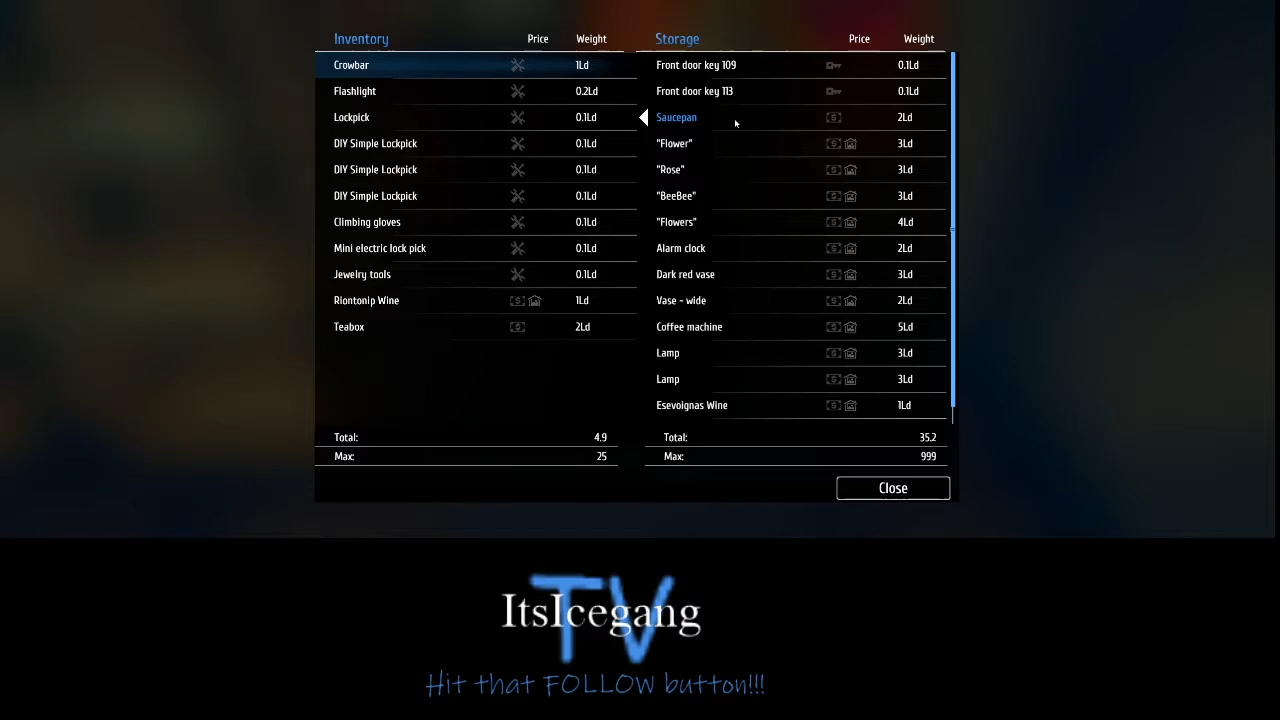 Inventory Price Weight
Crowbar 1Ld
Flashlight 0.2Ld
Lockpick 0.1Ld
DIY Simple Lockpick 0.1Ld
DIY Simple Lockpick 0.1Ld
DIY Simple Lockpick 0.1Ld
Climbing gloves 0.1Ld
Mini electric lock pick 0.1Ld
Jewelry tools 0.1Ld
Riontonip Wine 1Ld
Teabox 2Ld
Total: 4.9
Max: 25
Storage Price Weight
Front door key 109 0.1Ld
Front door key 113 0.1Ld
Saucepan 2Ld
"Flower" 3Ld
"Rose" 3Ld
"BeeBee" 3Ld
"Flowers" 4Ld
Alarm clock 2Ld
Dark red vase 3Ld
Vase - wide 2Ld
Coffee machine 5Ld
Lamp 3Ld
Lamp 3Ld
Esevoignas Wine 1Ld
Total: 35.2
Max: 999
Close
TV
ItsIcegang
Hit that FOLLOW button!!!